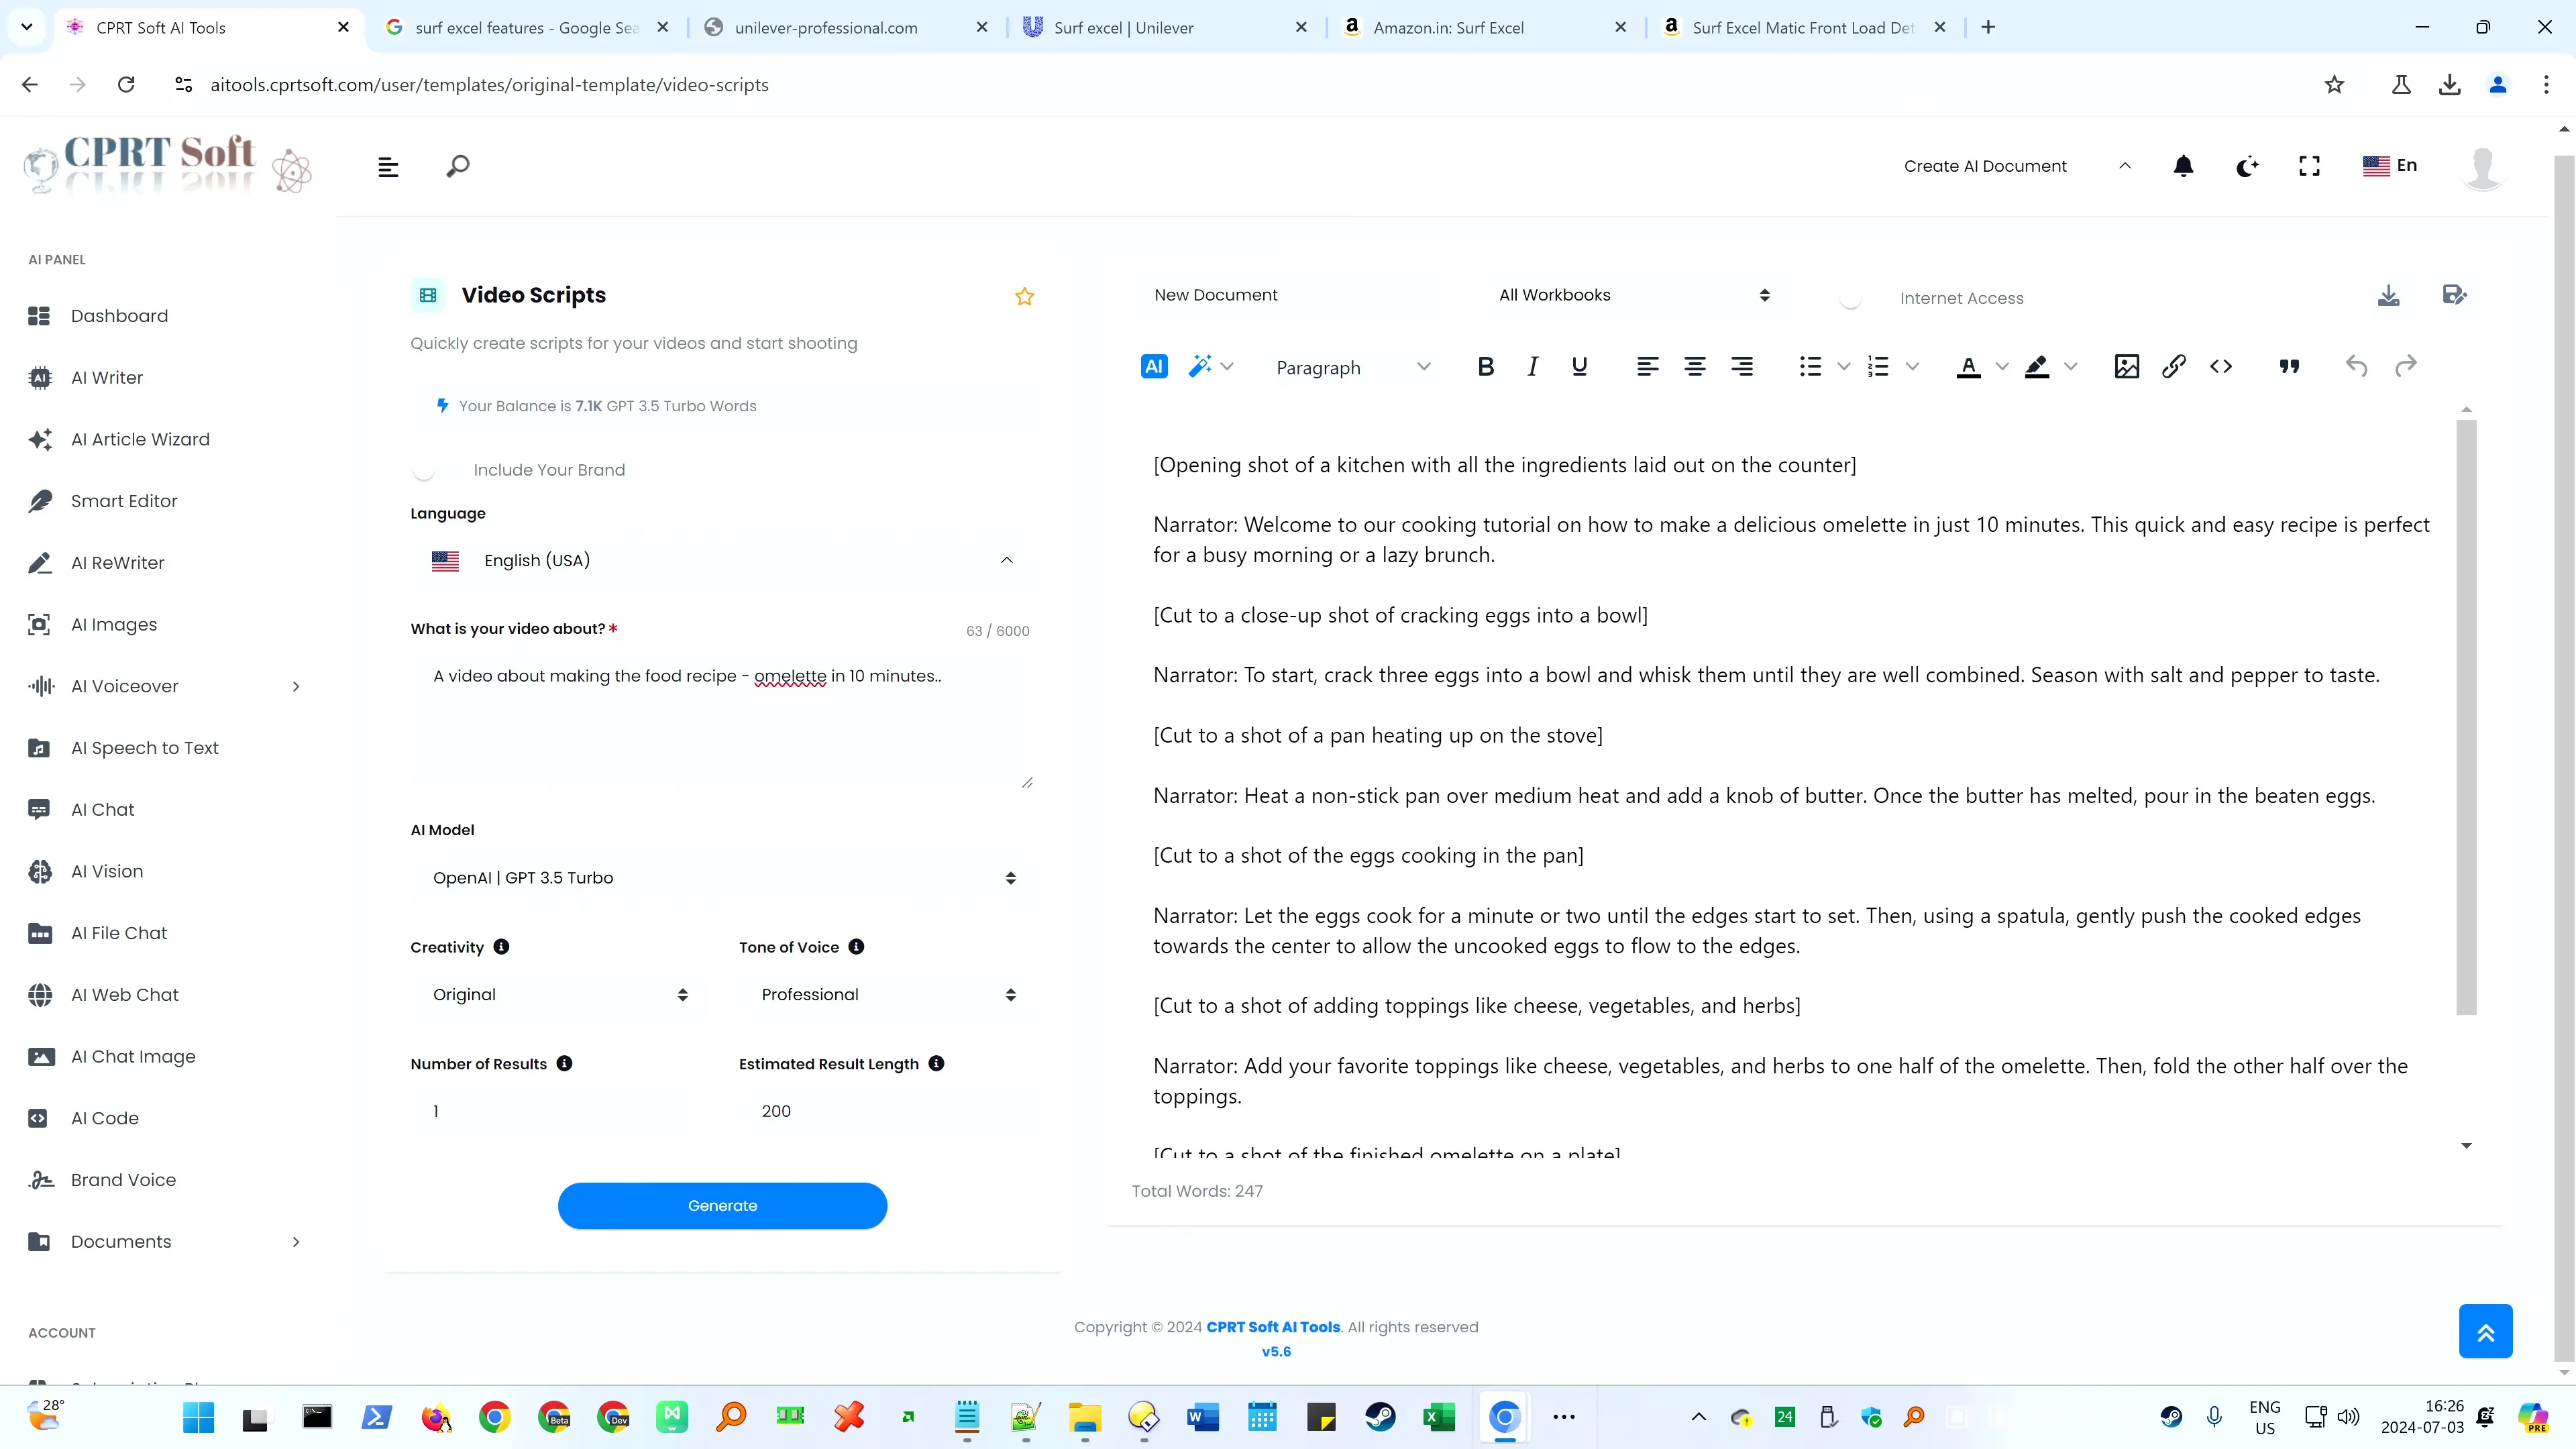 CPRT Soft AI Tools
surf excel features - Google Sea
unilever-professional.com
Surf excel | Unilever
Amazon.in: Surf Excel
Surf Excel Matic Front Load Det
aitools.cprtsoft.com/user/templates/original-template/video-scripts
CPRT Soft
Create AI Document
En
AI PANEL
Dashboard
AI Writer
AI Article Wizard
Smart Editor
AI ReWriter
AI Images
AI Voiceover
AI Speech to Text
AI Chat
AI Vision
AI File Chat
AI Web Chat
AI Chat Image
AI Code
Brand Voice
Documents
ACCOUNT
Video Scripts
Quickly create scripts for your videos and start shooting
Your Balance is 7.1K GPT 3.5 Turbo Words
Include Your Brand
Language
English (USA)
What is your video about? *
63 / 6000
A video about making the food recipe - omelette in 10 minutes..
AI Model
OpenAI | GPT 3.5 Turbo
Creativity
Tone of Voice
Original
Professional
Number of Results
Estimated Result Length
1
200
Generate
New Document
All Workbooks
Internet Access
AI
Paragraph
B I U
A
[Opening shot of a kitchen with all the ingredients laid out on the counter]
Narrator: Welcome to our cooking tutorial on how to make a delicious omelette in just 10 minutes. This quick and easy recipe is perfect
for a busy morning or a lazy brunch.
[Cut to a close-up shot of cracking eggs into a bowl]
Narrator: To start, crack three eggs into a bowl and whisk them until they are well combined. Season with salt and pepper to taste.
[Cut to a shot of a pan heating up on the stove]
Narrator: Heat a non-stick pan over medium heat and add a knob of butter. Once the butter has melted, pour in the beaten eggs.
[Cut to a shot of the eggs cooking in the pan]
Narrator: Let the eggs cook for a minute or two until the edges start to set. Then, using a spatula, gently push the cooked edges
towards the center to allow the uncooked eggs to flow to the edges.
[Cut to a shot of adding toppings like cheese, vegetables, and herbs]
Narrator: Add your favorite toppings like cheese, vegetables, and herbs to one half of the omelette. Then, fold the other half over the
toppings.
[Cut to a shot of the finished omelette on a plate]
Total Words: 247
Copyright © 2024 CPRT Soft AI Tools. All rights reserved
v5.6
28°
Beta
Dev
24
ENG
US
16:26
2024-07-03
PRE